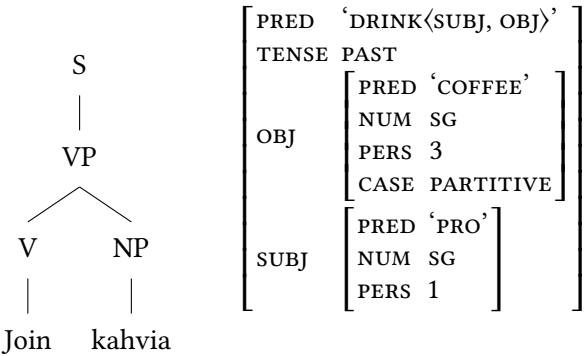 S
VP
V NP
Join kahvia
PRED ‘DRINK⟨SUBJ, OBJ⟩’
TENSE PAST
OBJ
PRED ‘COFFEE’
NUM SG
PERS 3
CASE PARTITIVE
SUBJ
PRED ‘PRO’
NUM SG
PERS 1